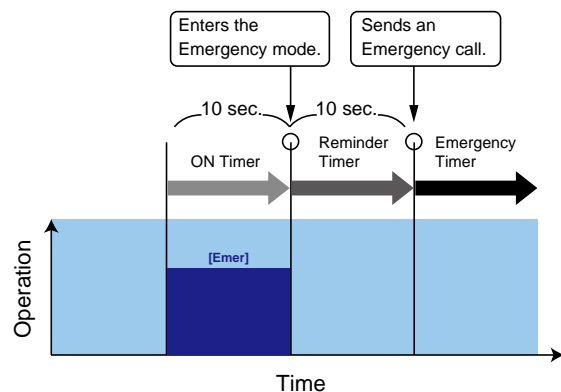 Enters the
Emergency mode.
Sends an
Emergency call.
10 sec.
10 sec.
ON Timer
Reminder
Timer
Emergency
Timer
[Emer]
Operation
Time